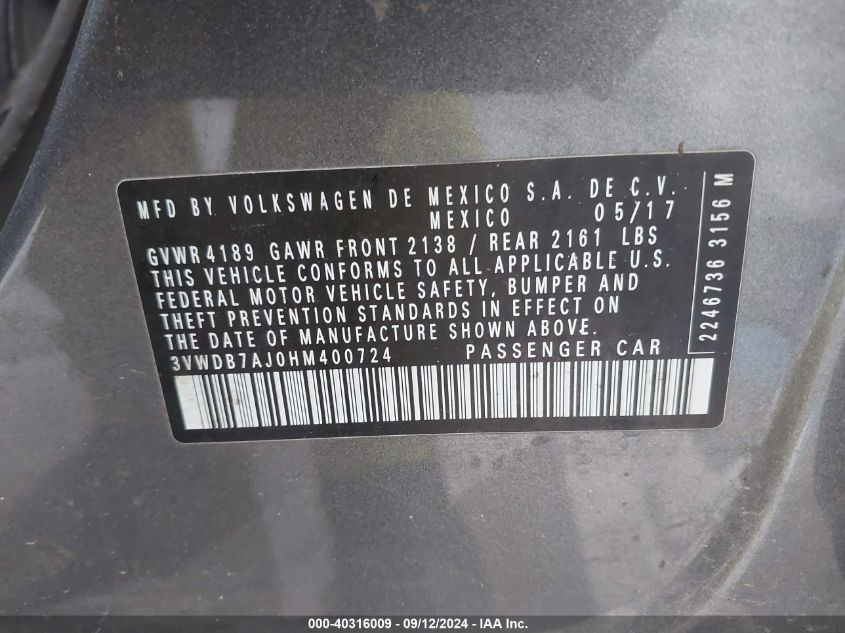 MFD BY VOLKSWAGEN DE MEXICO S.A. DE C.V.
MEXICO 05/17
GVWR 4189 GAWR FRONT 2138 / REAR 2161 LBS
THIS VEHICLE CONFORMS TO ALL APPLICABLE U.S.
FEDERAL MOTOR VEHICLE SAFETY, BUMPER AND
THEFT PREVENTION STANDARDS IN EFFECT ON
THE DATE OF MANUFACTURE SHOWN ABOVE.
3VWDB7AJ0HM400724 PASSENGER CAR
2246736 3156 M
000-40316009 - 09/12/2024 - IAA Inc.